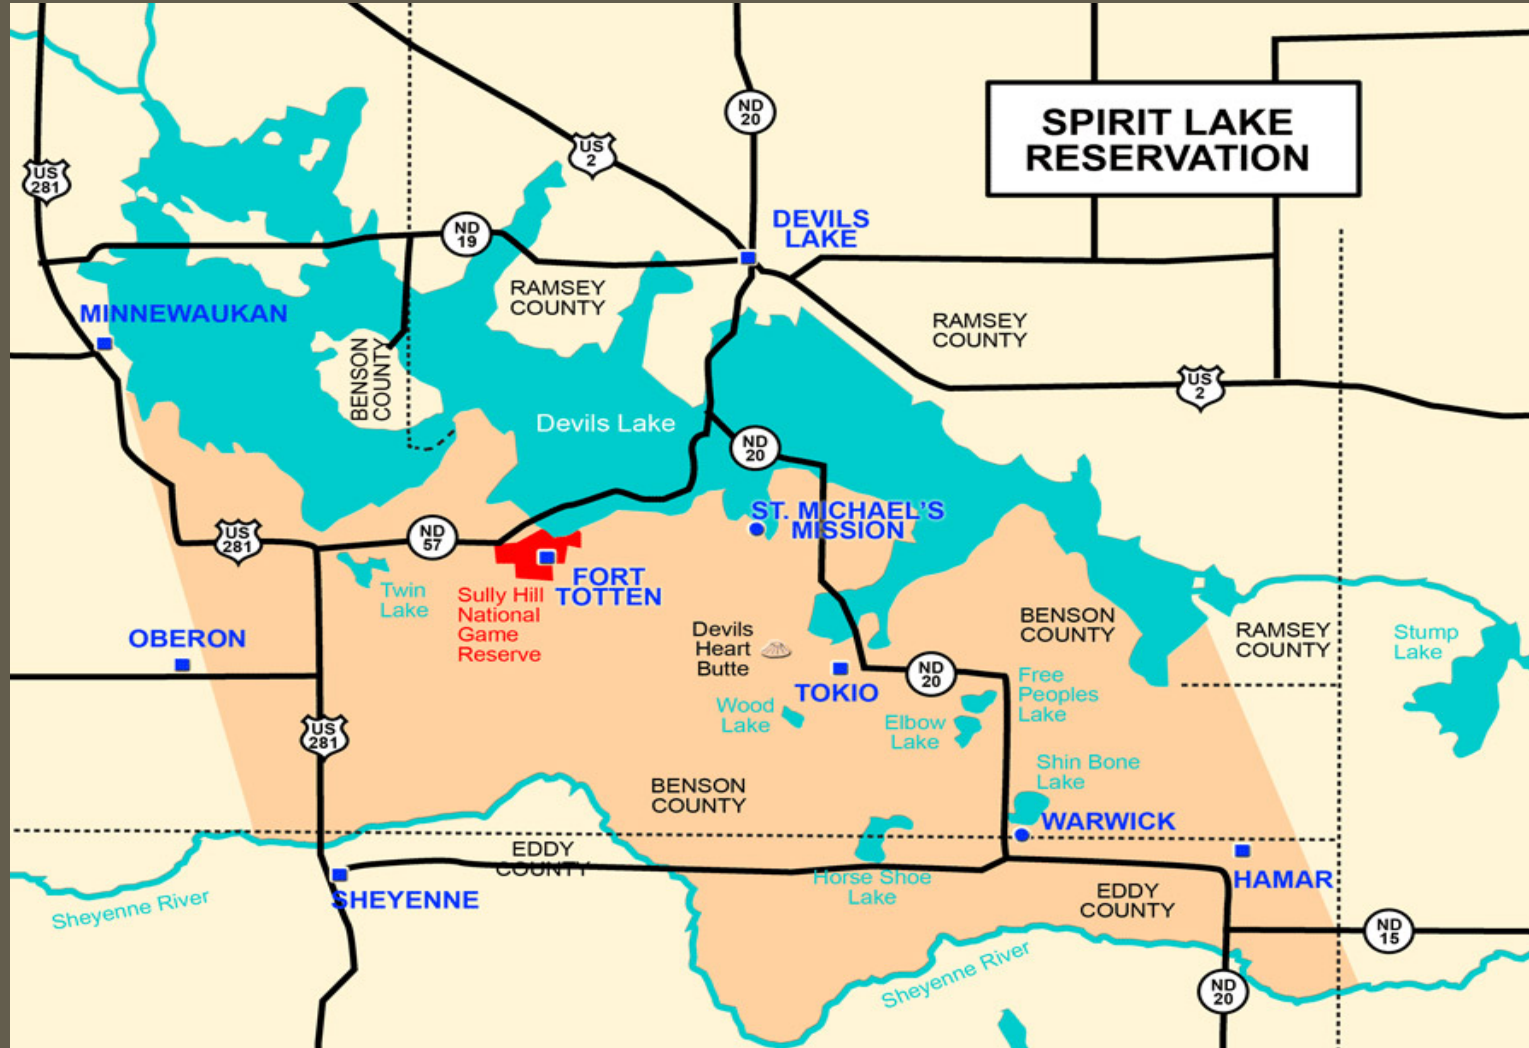 SPIRIT LAKE
RESERVATION
ND
20
US
2
US
281
DEVILS
LAKE
ND
19
RAMSEY
COUNTY
MINNEWAUKAN
RAMSEY
COUNTY
BENSON
COUNTY
US
2
Devils Lake
ND
20
ST. MICHAEL'S
MISSION
US
281
ND
57
FORT
TOTTEN
Twin
Lake
Sully Hill
National
Game
Reserve
BENSON
COUNTY
RAMSEY
COUNTY
Stump
Lake
OBERON
Devils
Heart
Butte
TOKIO
ND
20
Free
Peoples
Lake
Wood
Lake
Elbow
Lake
US
281
Shin Bone
Lake
BENSON
COUNTY
WARWICK
EDDY
COUNTY
HAMAR
Horse Shoe
Lake
SHEYENNE
EDDY
COUNTY
Sheyenne River
ND
15
Sheyenne River
ND
20